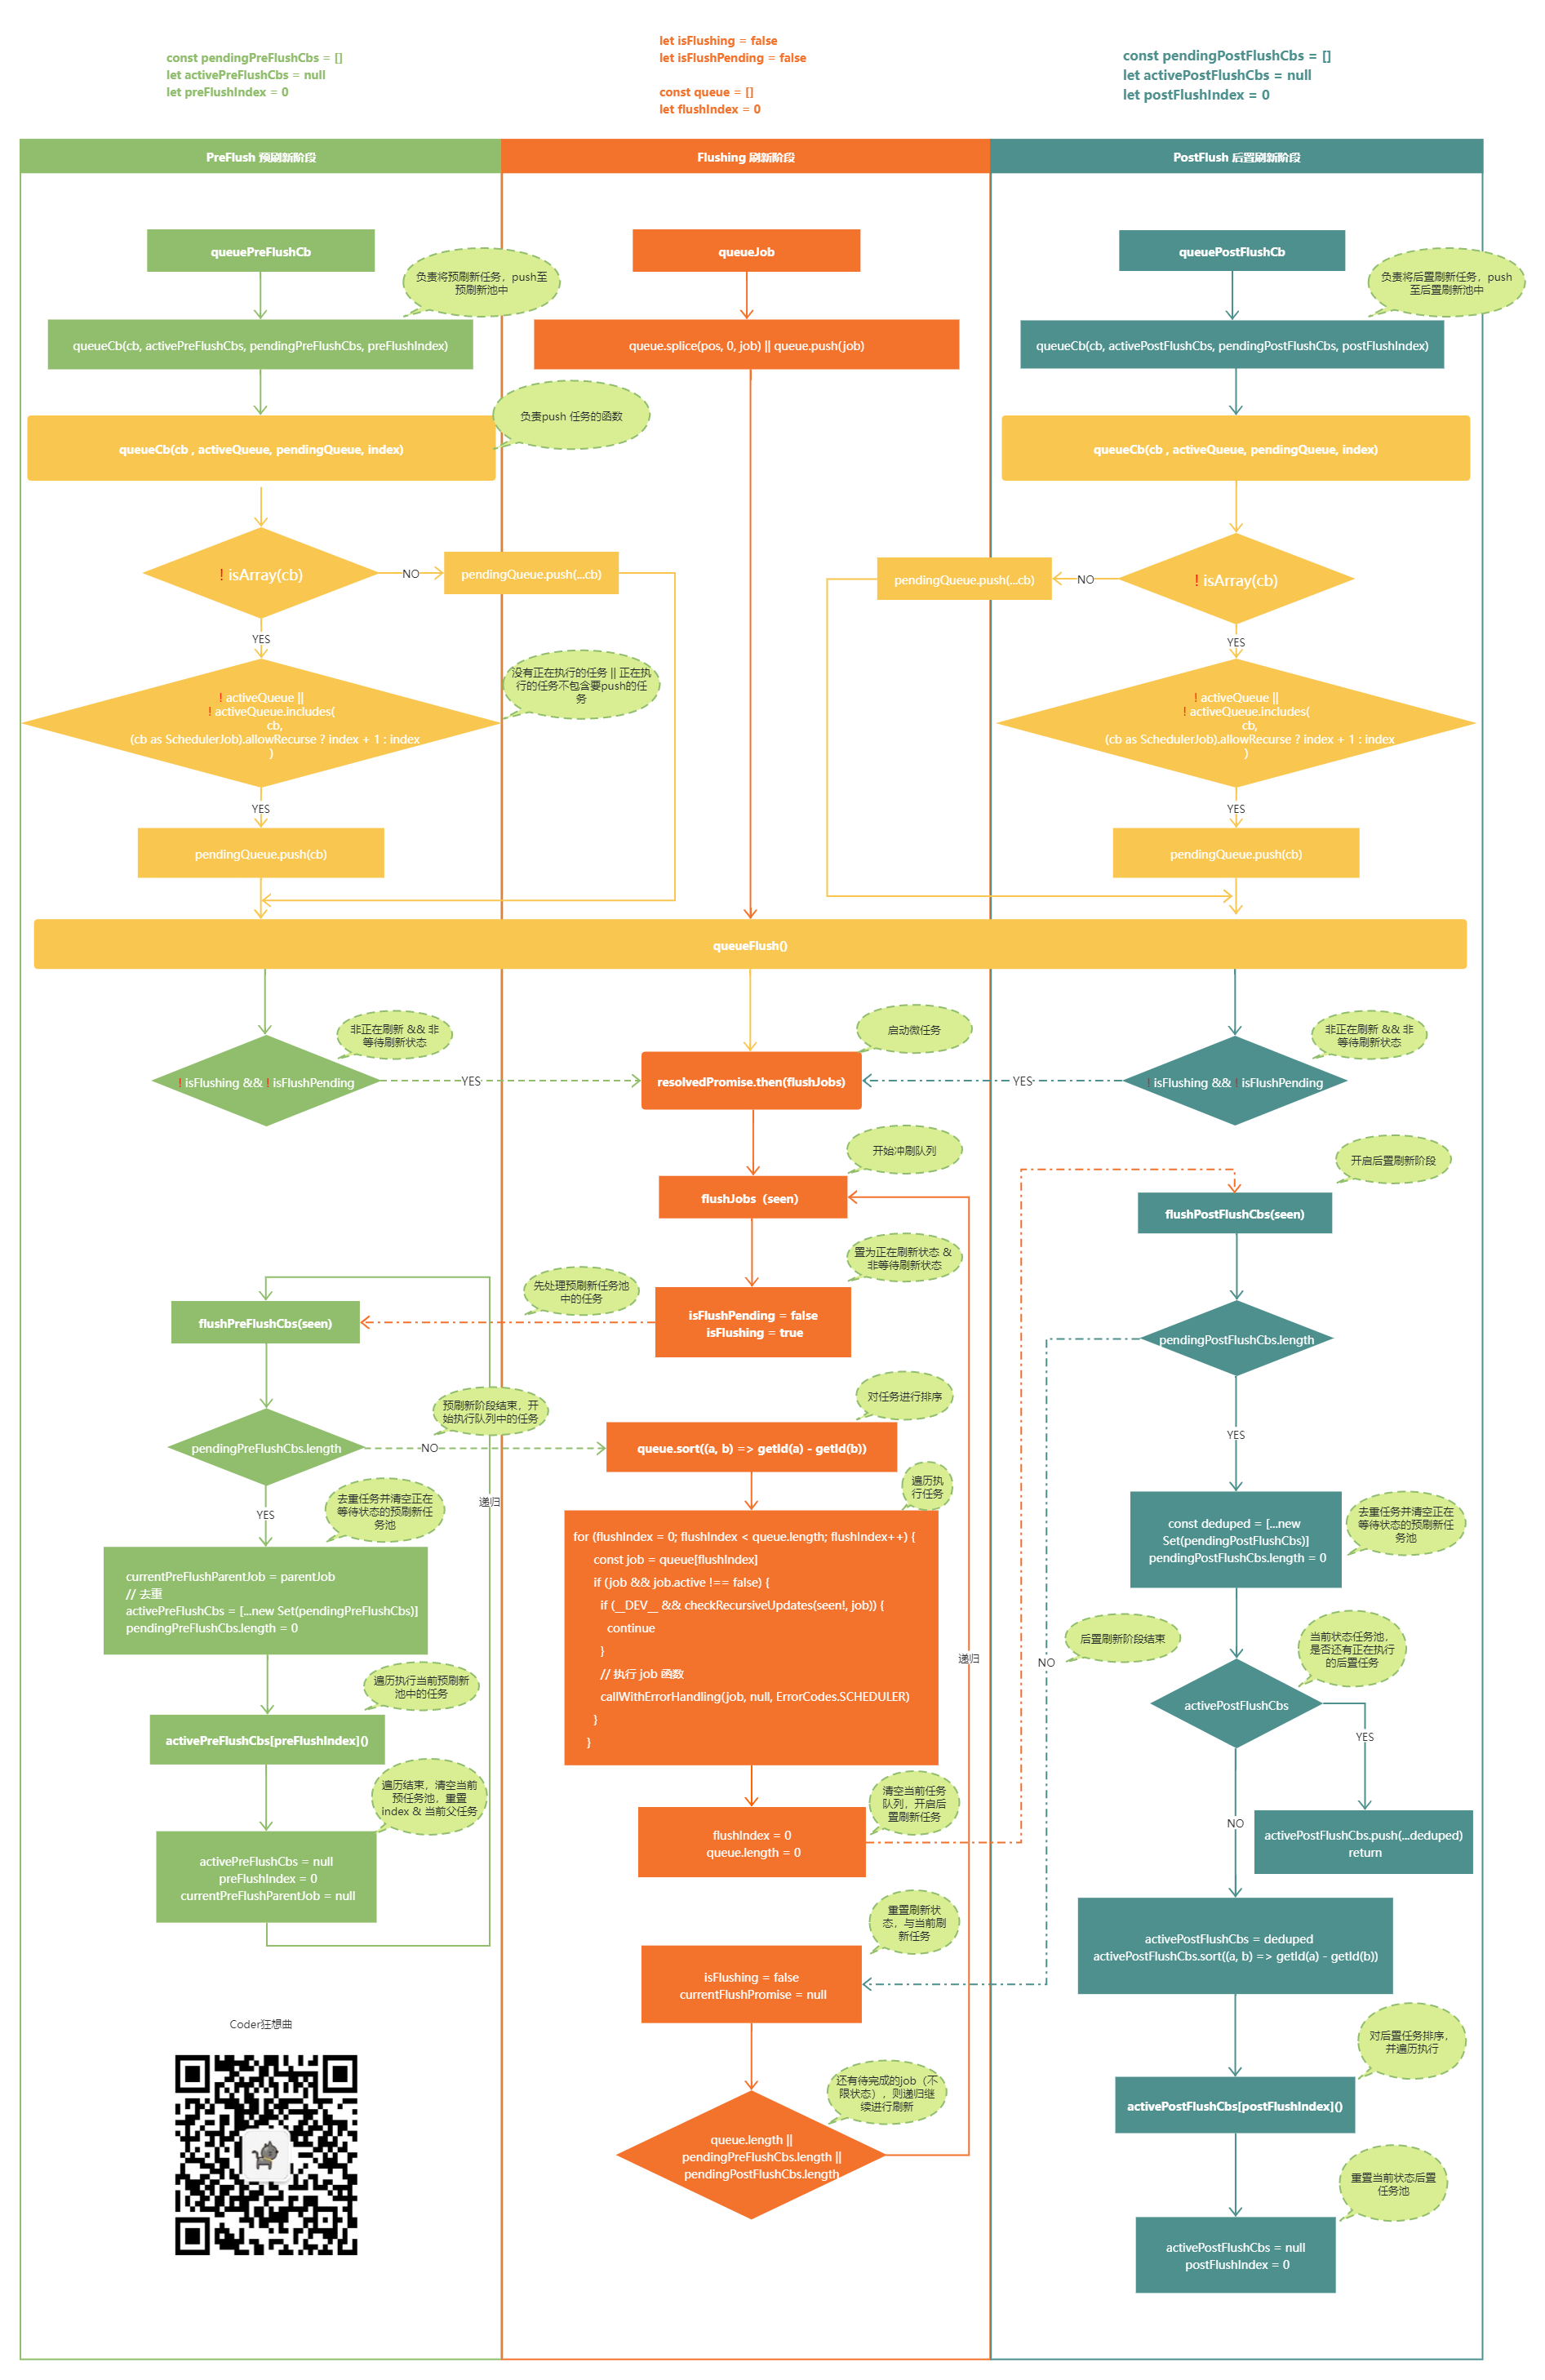 const pendingPreFlushCbs = []
let activePreFlushCbs = null
let preFlushIndex = 0
let isFlushing = false
let isFlushPending = false
const queue = []
let flushIndex = 0
const pendingPostFlushCbs = []
let activePostFlushCbs = null
let postFlushIndex = 0
PreFlush 预刷新阶段
Flushing 刷新阶段
PostFlush 后置刷新阶段
queuePreFlushCb
负责将预刷新任务，push至
预刷新池中
queueJob
queuePostFlushCb
负责将后置刷新任务，push
至后置刷新池中
queueCb(cb, activePreFlushCbs, pendingPreFlushCbs, preFlushIndex)
queue.splice(pos, 0, job) || queue.push(job)
queueCb(cb, activePostFlushCbs, pendingPostFlushCbs, postFlushIndex)
负责push 任务的函数
queueCb(cb , activeQueue, pendingQueue, index)
queueCb(cb , activeQueue, pendingQueue, index)
! isArray(cb)
NO
pendingQueue.push(...cb)
pendingQueue.push(...cb)
NO
! isArray(cb)
YES
YES
没有正在执行的任务 || 正在执
行的任务不包含要push的任
务
! activeQueue ||
! activeQueue.includes(
cb,
(cb as SchedulerJob).allowRecurse ? index + 1 : index
)
! activeQueue ||
! activeQueue.includes(
cb,
(cb as SchedulerJob).allowRecurse ? index + 1 : index
)
YES
YES
pendingQueue.push(cb)
pendingQueue.push(cb)
queueFlush()
非正在刷新 && 非
等待刷新状态
启动微任务
非正在刷新 && 非
等待刷新状态
! isFlushing && ! isFlushPending
YES
resolvedPromise.then(flushJobs)
YES
! isFlushing && ! isFlushPending
开始冲刷队列
开启后置刷新阶段
flushJobs（seen）
flushPostFlushCbs(seen)
置为正在刷新状态 &
非等待刷新状态
先处理预刷新任务池
中的任务
flushPreFlushCbs(seen)
isFlushPending = false
isFlushing = true
pendingPostFlushCbs.length
对任务进行排序
预刷新阶段结束，开
始执行队列中的任务
pendingPreFlushCbs.length
NO
queue.sort((a, b) => getId(a) - getId(b))
YES
遍历执
行任务
递归
YES
去重任务并清空正在
等待状态的预刷新任
务池
去重任务并清空正在
等待状态的预刷新任
务池
const deduped = [...new
Set(pendingPostFlushCbs)]
pendingPostFlushCbs.length = 0
for (flushIndex = 0; flushIndex < queue.length; flushIndex++) {
const job = queue[flushIndex]
if (job && job.active !== false) {
if (__DEV__ && checkRecursiveUpdates(seen!, job)) {
continue
}
// 执行 job 函数
callWithErrorHandling(job, null, ErrorCodes.SCHEDULER)
}
}
currentPreFlushParentJob = parentJob
// 去重
activePreFlushCbs = [...new Set(pendingPreFlushCbs)]
pendingPreFlushCbs.length = 0
后置刷新阶段结束
当前状态任务池，
是否还有正在执行
的后置任务
递归
NO
遍历执行当前预刷新
池中的任务
activePostFlushCbs
activePreFlushCbs[preFlushIndex]()
YES
遍历结束，清空当前
预任务池，重置
index & 当前父任务
清空当前任务
队列，开启后
置刷新任务
NO
flushIndex = 0
queue.length = 0
activePostFlushCbs.push(...deduped)
return
activePreFlushCbs = null
preFlushIndex = 0
currentPreFlushParentJob = null
重置刷新状
态，与当前刷
新任务
activePostFlushCbs = deduped
activePostFlushCbs.sort((a, b) => getId(a) - getId(b))
isFlushing = false
currentFlushPromise = null
Coder狂想曲
对后置任务排序，
并遍历执行
还有待完成的job（不
限状态），则递归继
续进行刷新
activePostFlushCbs[postFlushIndex]()
queue.length ||
pendingPreFlushCbs.length ||
pendingPostFlushCbs.length
重置当前状态后置
任务池
activePostFlushCbs = null
postFlushIndex = 0